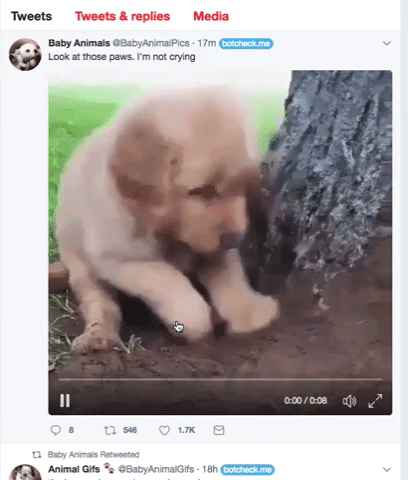 Tweets Tweets & replies Media
Baby Animals @BabyAnimalPics · 17m botcheck.me
Look at those paws. I'm not crying
0:00 / 0:08
8 546 1.7K
Baby Animals Retweeted
Animal Gifs @BabyAnimalGifs · 18h botcheck.me